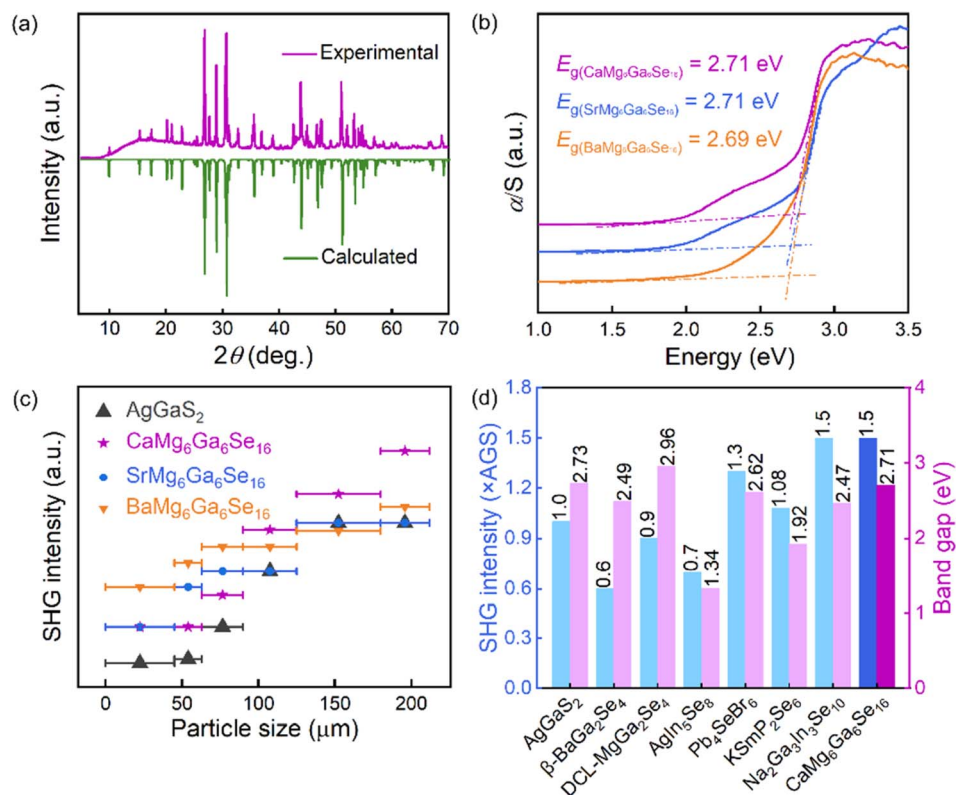 (a)
Experimental
Calculated
Intensity (a.u.)
10 20 30 40 50 60 70
2θ (deg.)
(b)
E_g(CaMg₆Ga₆Se₁₆) = 2.71 eV
E_g(SrMg₆Ga₆Se₁₆) = 2.71 eV
E_g(BaMg₆Ga₆Se₁₆) = 2.69 eV
α/S (a.u.)
1.0 1.5 2.0 2.5 3.0 3.5
Energy (eV)
(c)
AgGaS₂
CaMg₆Ga₆Se₁₆
SrMg₆Ga₆Se₁₆
BaMg₆Ga₆Se₁₆
SHG intensity (a.u.)
0 50 100 150 200
Particle size (μm)
(d)
SHG intensity (×AGS)
1.8
1.5
1.2
0.9
0.6
0.3
0.0
1.0 2.73
0.6 2.49
0.9 2.96
0.7 1.34
1.3 2.62
1.08 1.92
1.5 2.47
1.5 2.71
4
3
2
1
0
Band gap (eV)
AgGaS₂
β-BaGa₂Se₄
DCL-MgGa₂Se₄
AgIn₅Se₈
Pb₄SeBr₆
KSmP₂Se₆
Na₂Ga₃In₃Se₁₀
CaMg₆Ga₆Se₁₆